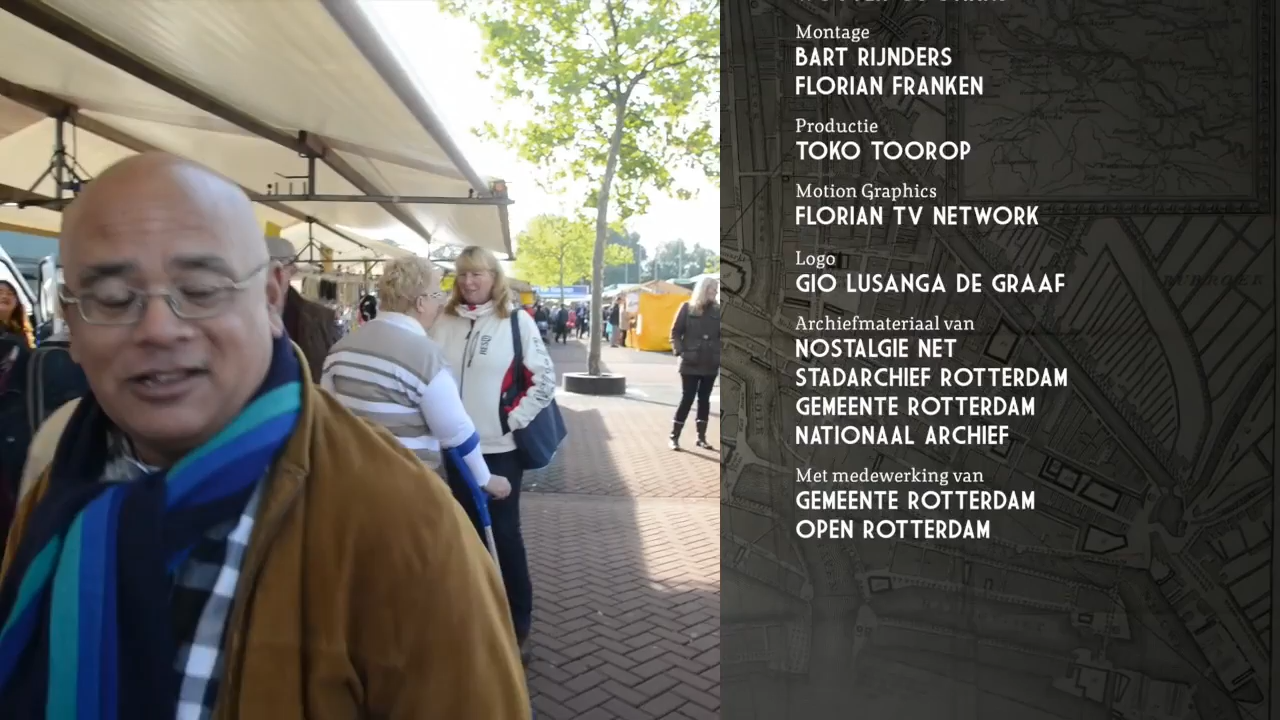 Montage
BART RIJNDERS
FLORIAN FRANKEN
Productie
TOKO TOOROP
Motion Graphics
FLORIAN TV NETWORK
Logo
GIO LUSANGA DE GRAAF
Archiefmateriaal van
NOSTALGIE NET
STADARCHIEF ROTTERDAM
GEMEENTE ROTTERDAM
NATIONAAL ARCHIEF
Met medewerking van
GEMEENTE ROTTERDAM
OPEN ROTTERDAM